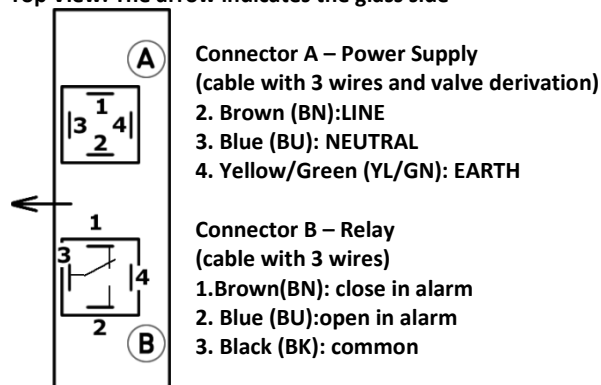 Top View: The arrow indicates the glass side
A
1
3 4
2
1
3
4
2
B
Connector A – Power Supply
(cable with 3 wires and valve derivation)
2. Brown (BN):LINE
3. Blue (BU): NEUTRAL
4. Yellow/Green (YL/GN): EARTH
Connector B – Relay
(cable with 3 wires)
1.Brown(BN): close in alarm
2. Blue (BU):open in alarm
3. Black (BK): common